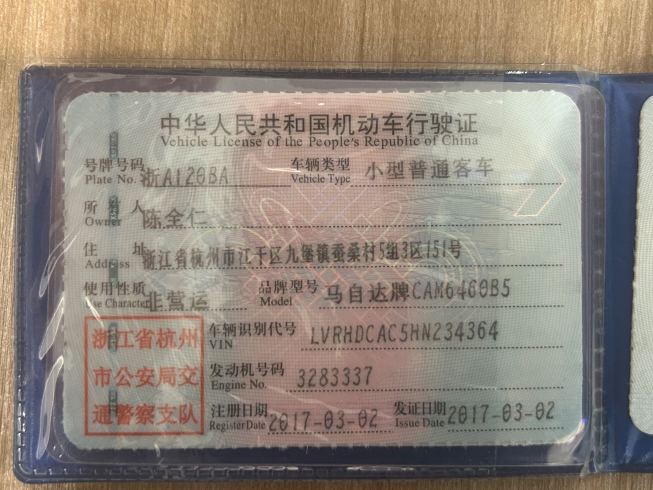 中华人民共和国机动车行驶证
Vehicle License of the People's Republic of China
号牌号码 浙A120BA 车辆类型 小型普通客车
Plate No. Vehicle Type
所有人 陈全仁
Owner
住址 浙江省杭州市江干区九堡镇蚕桑村5组3区151号
Address
使用性质 非营运 品牌型号 马自达牌CAM6460B5
Use Character Model
浙江省杭州
市公安局交
通警察支队
车辆识别代号 LVRHDCAC5HN234364
VIN
发动机号码 3283337
Engine No.
注册日期 2017-03-02 发证日期 2017-03-02
Register Date Issue Date